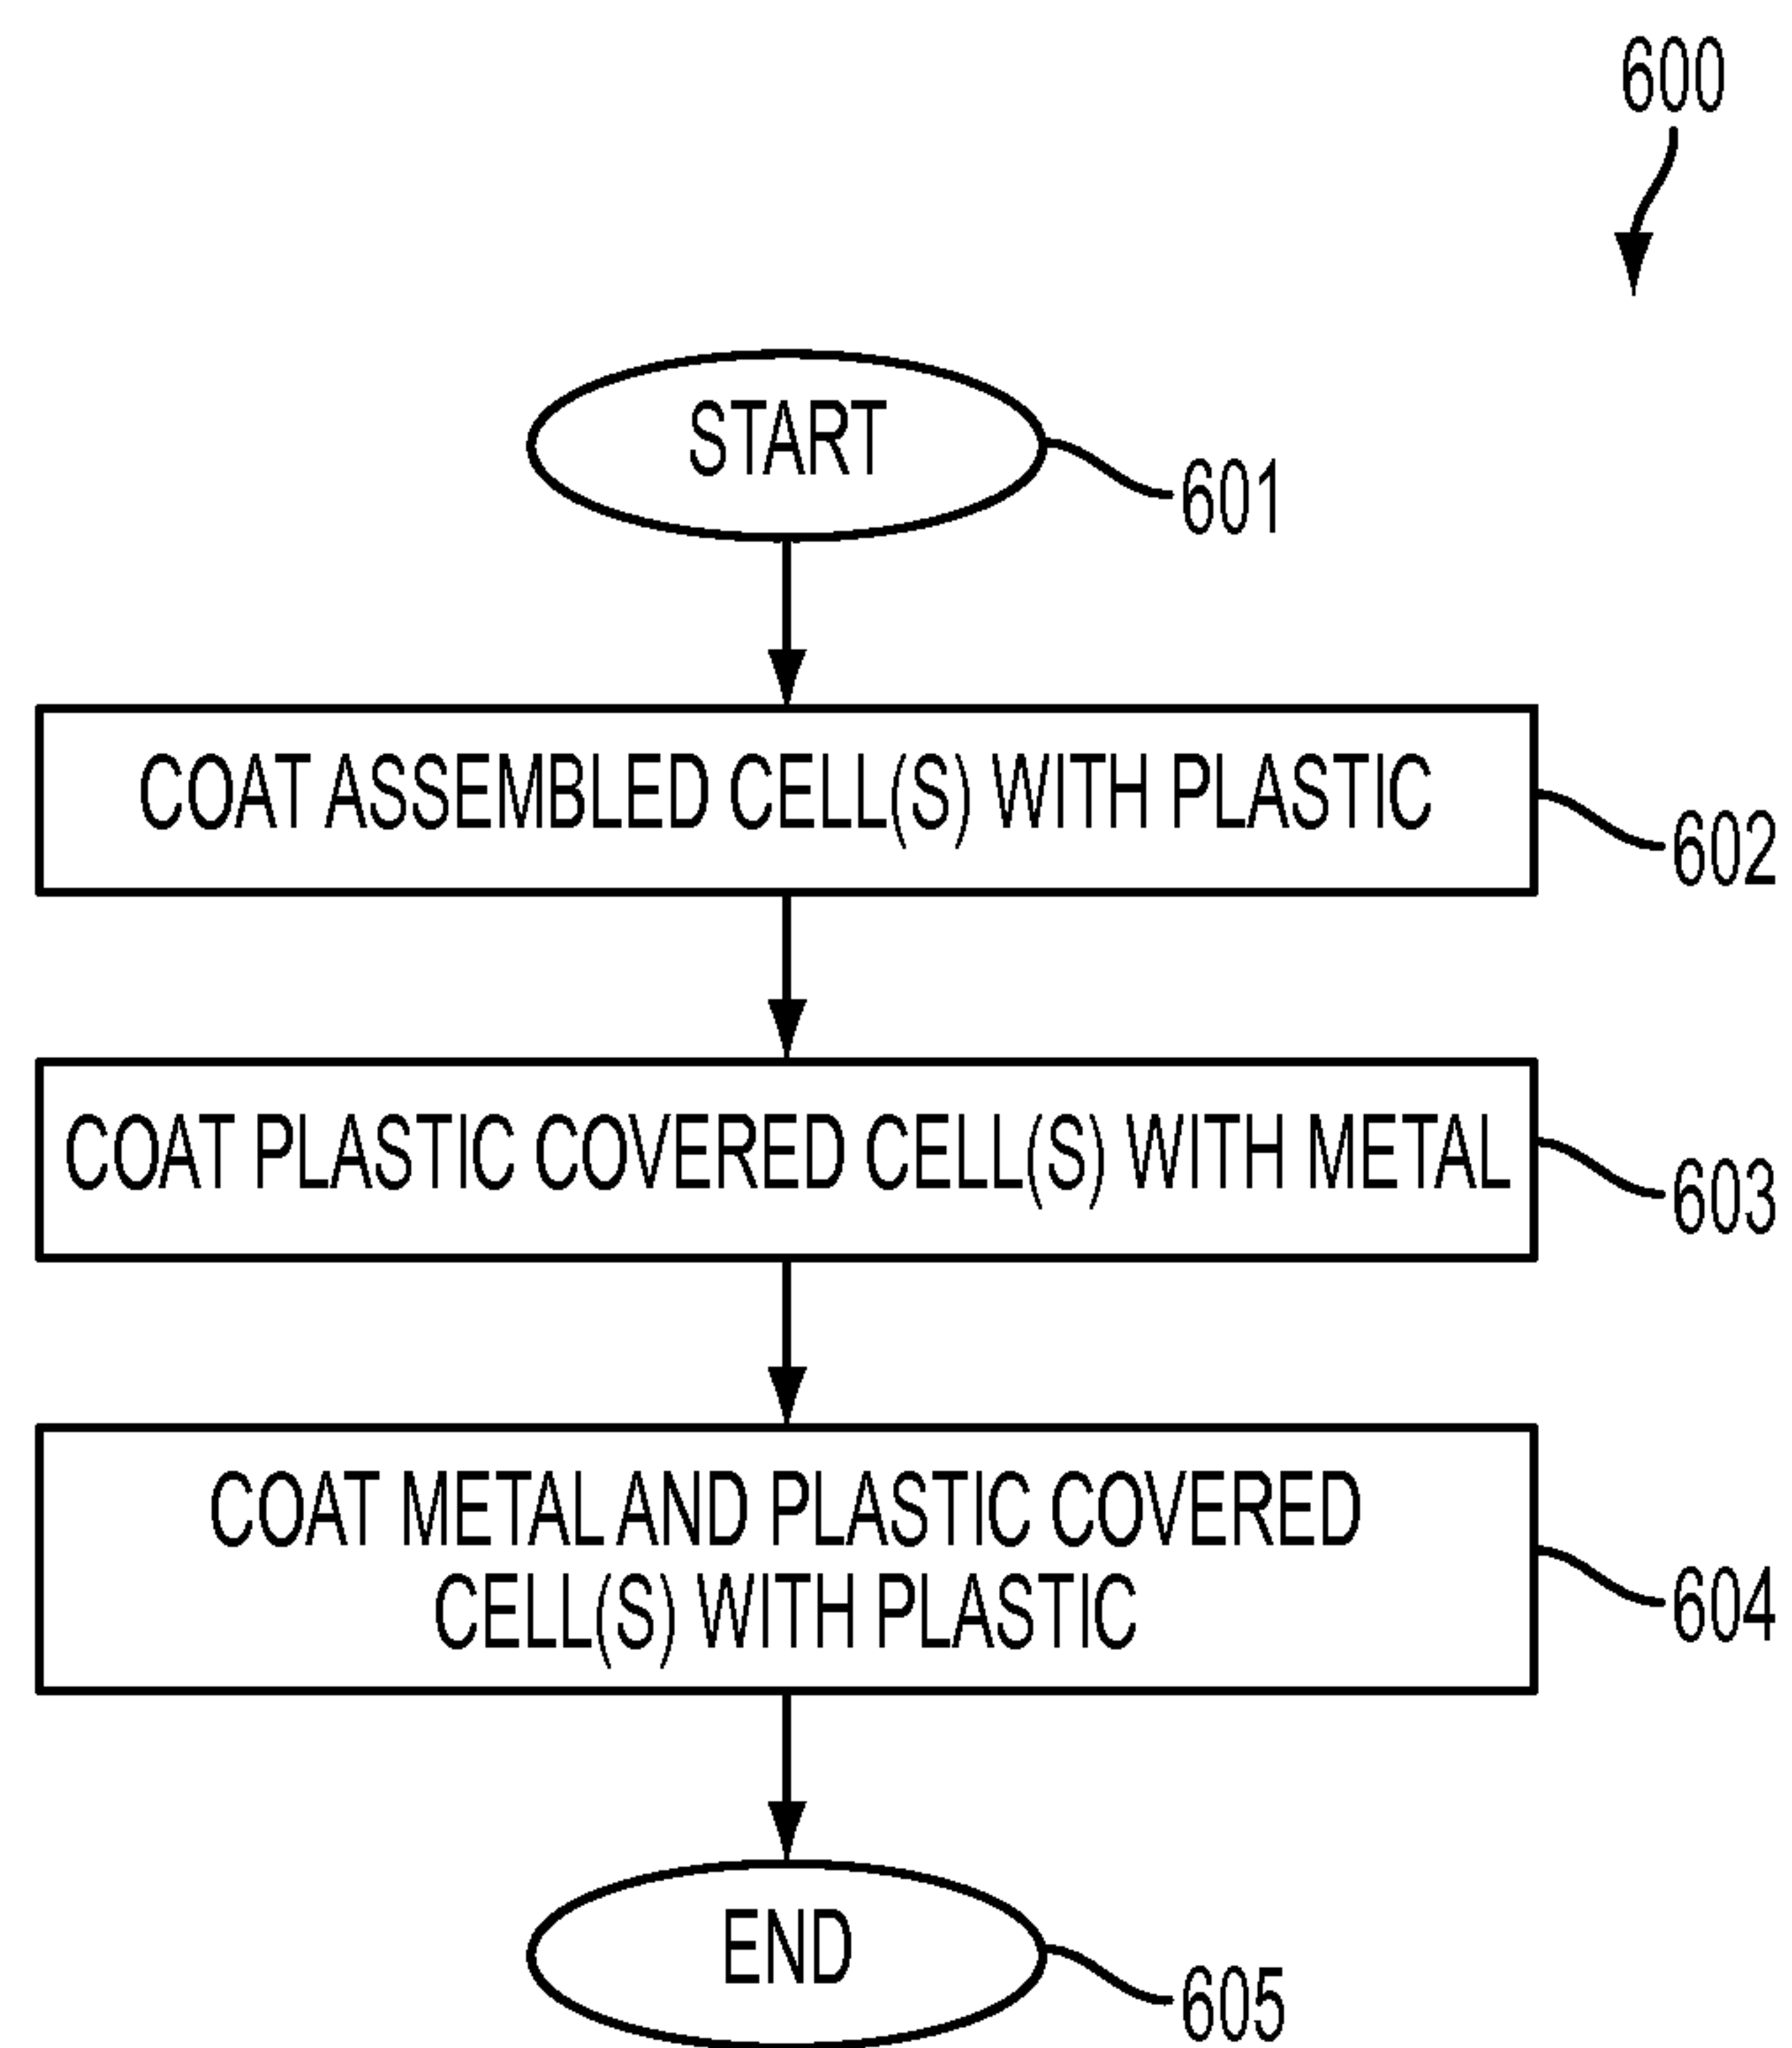 600
START
601
COAT ASSEMBLED CELL(S) WITH PLASTIC
602
COAT PLASTIC COVERED CELL(S) WITH METAL
603
COAT METAL AND PLASTIC COVERED
CELL(S) WITH PLASTIC
604
END
605